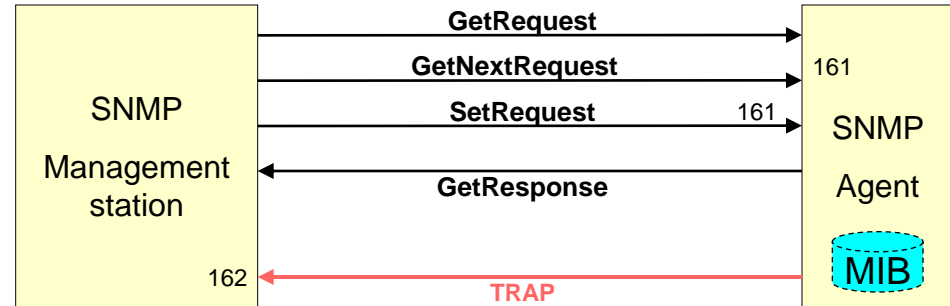 GetRequest
GetNextRequest
161
SNMP
SetRequest
161
SNMP
Management
station
GetResponse
Agent
MIB
162
TRAP